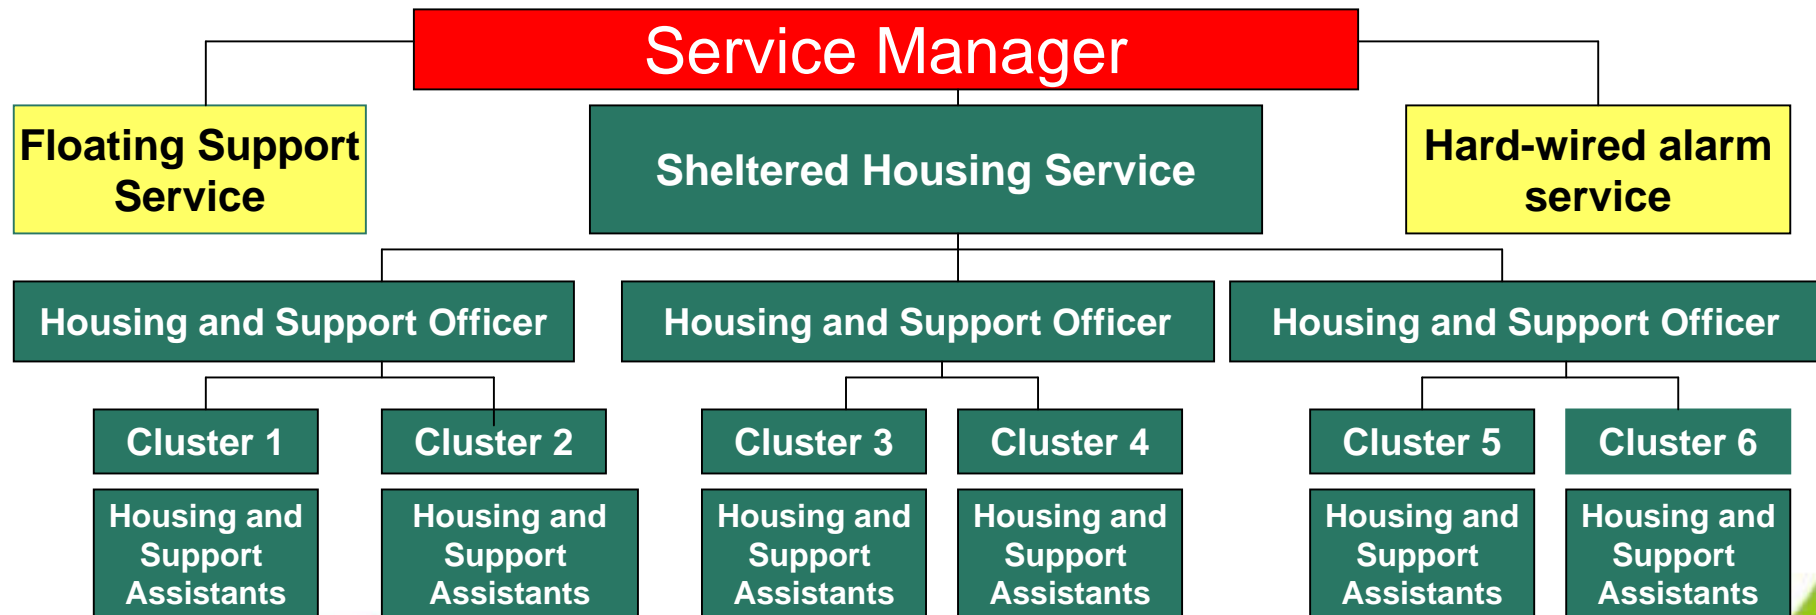 Service Manager
Floating Support
Service
Sheltered Housing Service
Hard-wired alarm
service
Housing and Support Officer
Housing and Support Officer
Housing and Support Officer
Cluster 1
Cluster 2
Cluster 3
Cluster 4
Cluster 5
Cluster 6
Housing and
Support
Assistants
Housing and
Support
Assistants
Housing and
Support
Assistants
Housing and
Support
Assistants
Housing and
Support
Assistants
Housing and
Support
Assistants